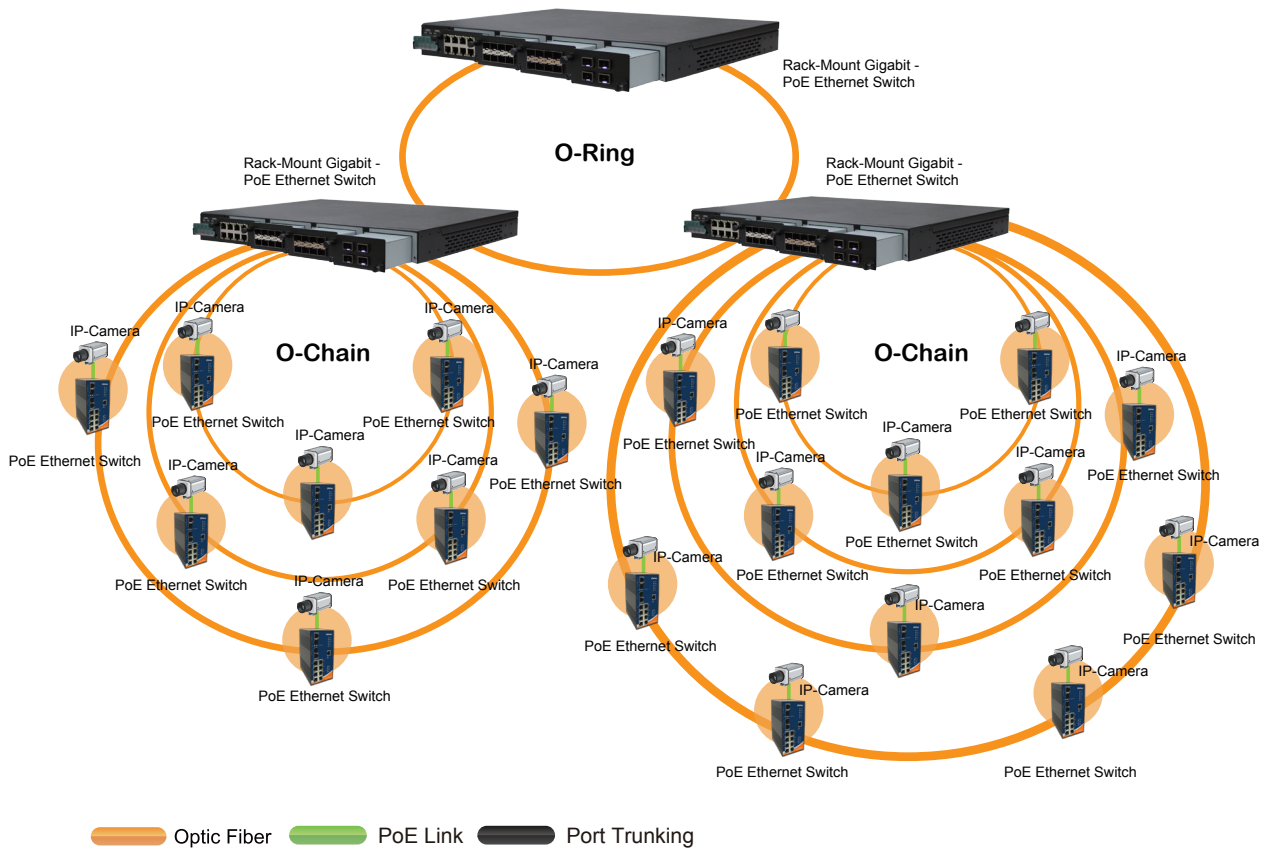 Rack-Mount Gigabit -
PoE Ethernet Switch
O-Ring
Rack-Mount Gigabit -
PoE Ethernet Switch
Rack-Mount Gigabit -
PoE Ethernet Switch
IP-Camera
IP-Camera
IP-Camera
O-Chain
IP-Camera
PoE Ethernet Switch
PoE Ethernet Switch
IP-Camera
PoE Ethernet Switch
IP-Camera
IP-Camera
PoE Ethernet Switch
PoE Ethernet Switch
PoE Ethernet Switch
IP-Camera
PoE Ethernet Switch
IP-Camera
O-Chain
IP-Camera
PoE Ethernet Switch
PoE Ethernet Switch
PoE Ethernet Switch
IP-Camera
PoE Ethernet Switch
IP-Camera
IP-Camera
PoE Ethernet Switch
PoE Ethernet Switch
PoE Ethernet Switch
IP-Camera
IP-Camera
IP-Camera
PoE Ethernet Switch
PoE Ethernet Switch
PoE Ethernet Switch
IP-Camera
IP-Camera
PoE Ethernet Switch
PoE Ethernet Switch
Optic Fiber
PoE Link
Port Trunking